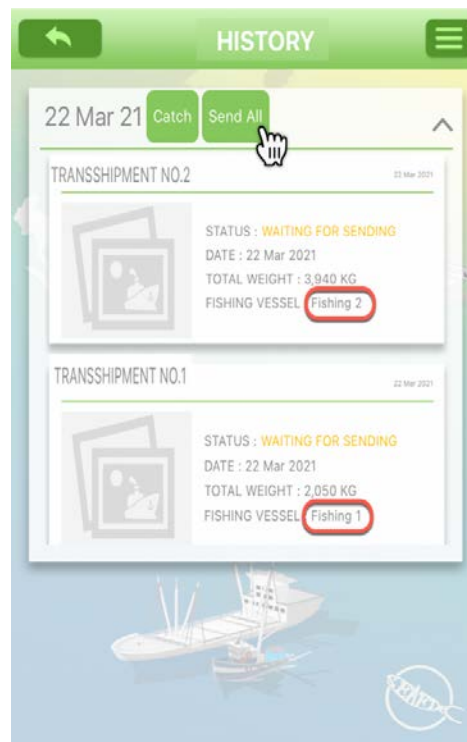 HISTORY
22 Mar 21 Catch Send All
TRANSSHIPMENT NO.2 22 Mar 2021
STATUS : WAITING FOR SENDING
DATE : 22 Mar 2021
TOTAL WEIGHT : 3,940 KG
FISHING VESSEL : Fishing 2
TRANSSHIPMENT NO.1 22 Mar 2021
STATUS : WAITING FOR SENDING
DATE : 22 Mar 2021
TOTAL WEIGHT : 2,050 KG
FISHING VESSEL : Fishing 1